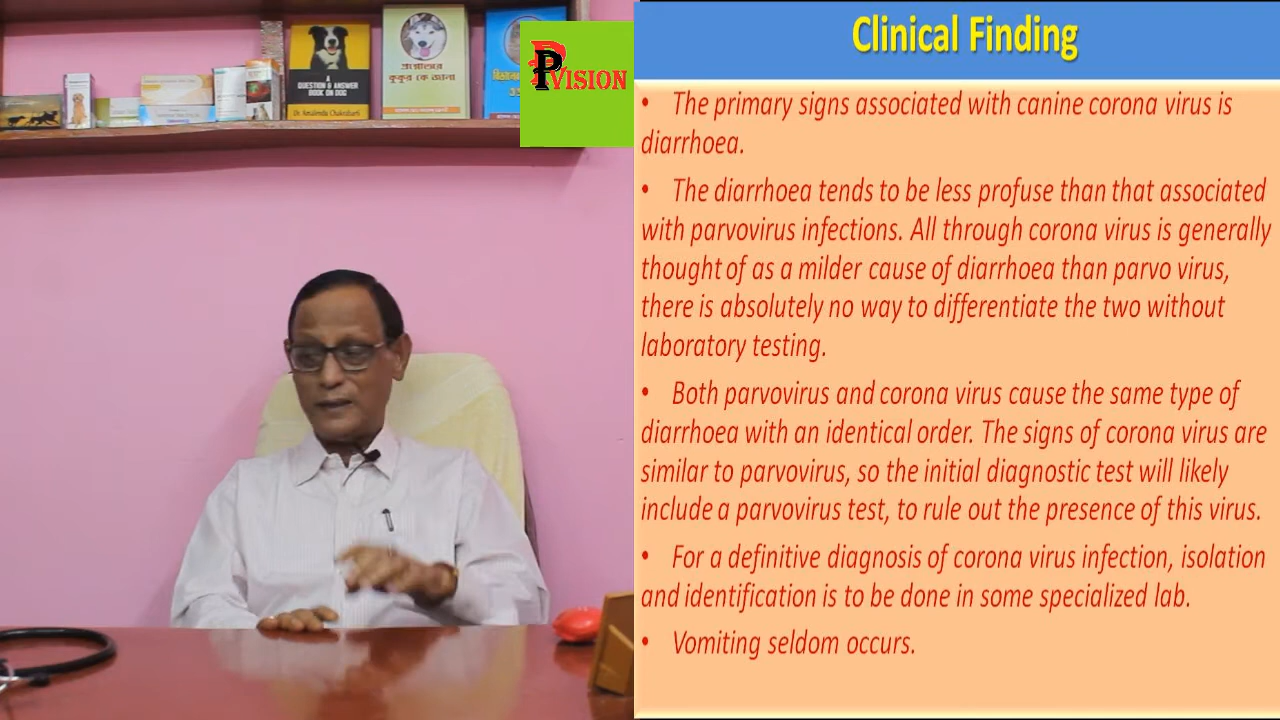 A
QUESTION & ANSWER
BOOK ON DOG
Dr. Amalendu Chakrabarti
প্রশ্নোত্তরে
কুকুর কে জানা
PVISION
Clinical Finding
• The primary signs associated with canine corona virus is
diarrhoea.
• The diarrhoea tends to be less profuse than that associated
with parvovirus infections. All through corona virus is generally
thought of as a milder cause of diarrhoea than parvo virus,
there is absolutely no way to differentiate the two without
laboratory testing.
• Both parvovirus and corona virus cause the same type of
diarrhoea with an identical order. The signs of corona virus are
similar to parvovirus, so the initial diagnostic test will likely
include a parvovirus test, to rule out the presence of this virus.
• For a definitive diagnosis of corona virus infection, isolation
and identification is to be done in some specialized lab.
• Vomiting seldom occurs.